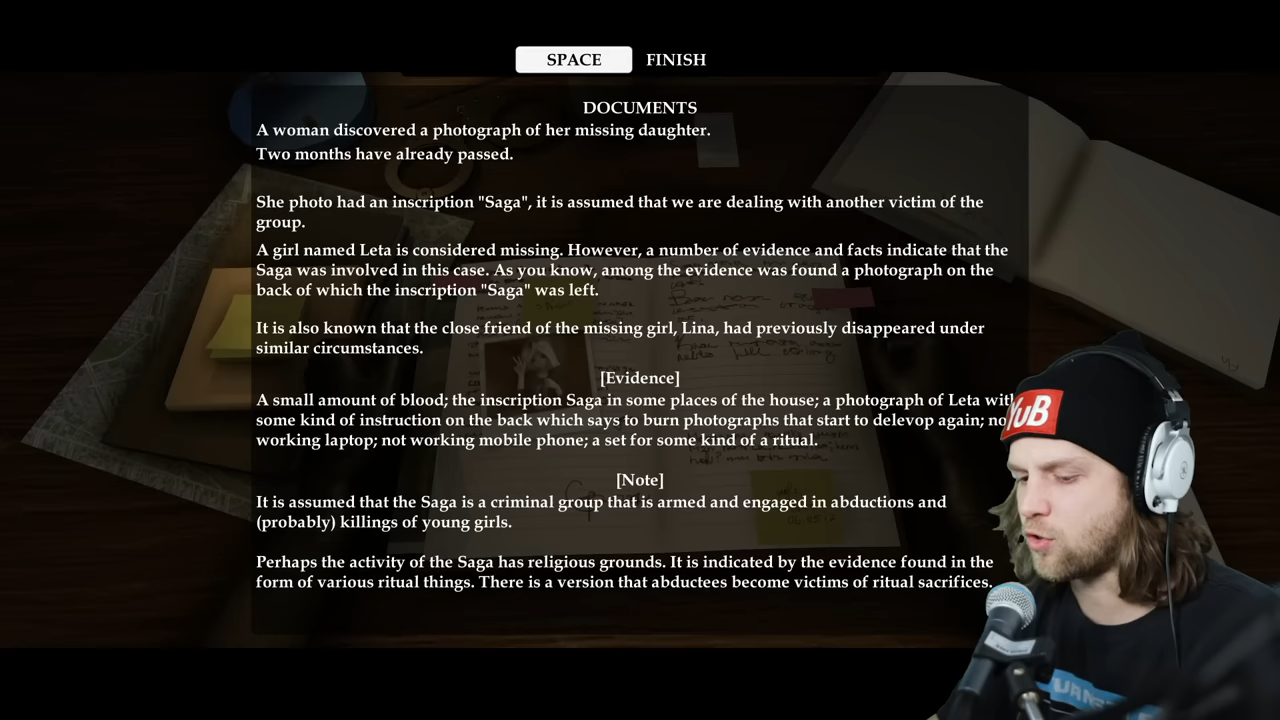 SPACE FINISH
DOCUMENTS
A woman discovered a photograph of her missing daughter.
Two months have already passed.
She photo had an inscription "Saga", it is assumed that we are dealing with another victim of the
group.
A girl named Leta is considered missing. However, a number of evidence and facts indicate that the
Saga was involved in this case. As you know, among the evidence was found a photograph on the
back of which the inscription "Saga" was left.
It is also known that the close friend of the missing girl, Lina, had previously disappeared under
similar circumstances.
[Evidence]
A small amount of blood; the inscription Saga in some places of the house; a photograph of Leta with
some kind of instruction on the back which says to burn photographs that start to delevop again; no
working laptop; not working mobile phone; a set for some kind of a ritual.
YuB
[Note]
It is assumed that the Saga is a criminal group that is armed and engaged in abductions and
(probably) killings of young girls.
Perhaps the activity of the Saga has religious grounds. It is indicated by the evidence found in the
form of various ritual things. There is a version that abductees become victims of ritual sacrifices.